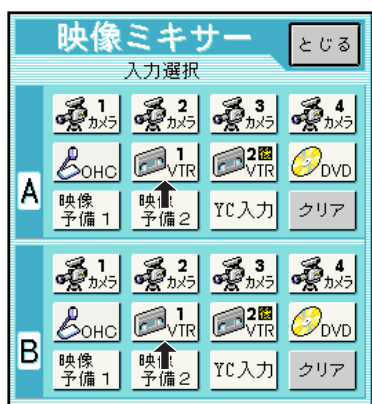 映像ミキサー
とじる
入力選択
A
1 カメラ
2 カメラ
3 カメラ
4 カメラ
OHC
1 VTR
2 VTR
DVD
映像予備1
映像予備2
YC入力
クリア
B
1 カメラ
2 カメラ
3 カメラ
4 カメラ
OHC
1 VTR
2 VTR
DVD
映像予備1
映像予備2
YC入力
クリア